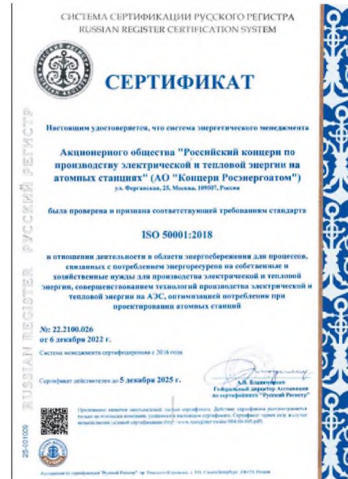 СИСТЕМА СЕРТИФИКАЦИИ РУССКОГО РЕГИСТРА
RUSSIAN REGISTER CERTIFICATION SYSTEM
СЕРТИФИКАТ
Настоящим удостоверяется, что система энергетического менеджмента
Акционерного общества "Российский концерн по
производству электрической и тепловой энергии на
атомных станциях" (АО "Концерн Росэнергоатом")
ул. Ферганская, 25, Москва, 109507, Россия
была проверена и признана соответствующей требованиям стандарта
ISO 50001:2018
в отношении деятельности в области энергосбережения для процессов,
связанных с потреблением энергоресурсов на собственные и
хозяйственные нужды для производства электрической и тепловой
энергии, совершенствованием технологий производства электрической и
тепловой энергии на АЭС, оптимизацией потребления при
проектировании атомных станций
№: 22.2100.026
от 6 декабря 2022 г.
Система менеджмента сертифицирована с 2016 года
Сертификат действителен до 5 декабря 2025 г.
Генеральный директор Ассоциации
по сертификации "Русский Регистр"
RUSSIAN REGISTER РУССКИЙ РЕГИСТР
25-001009